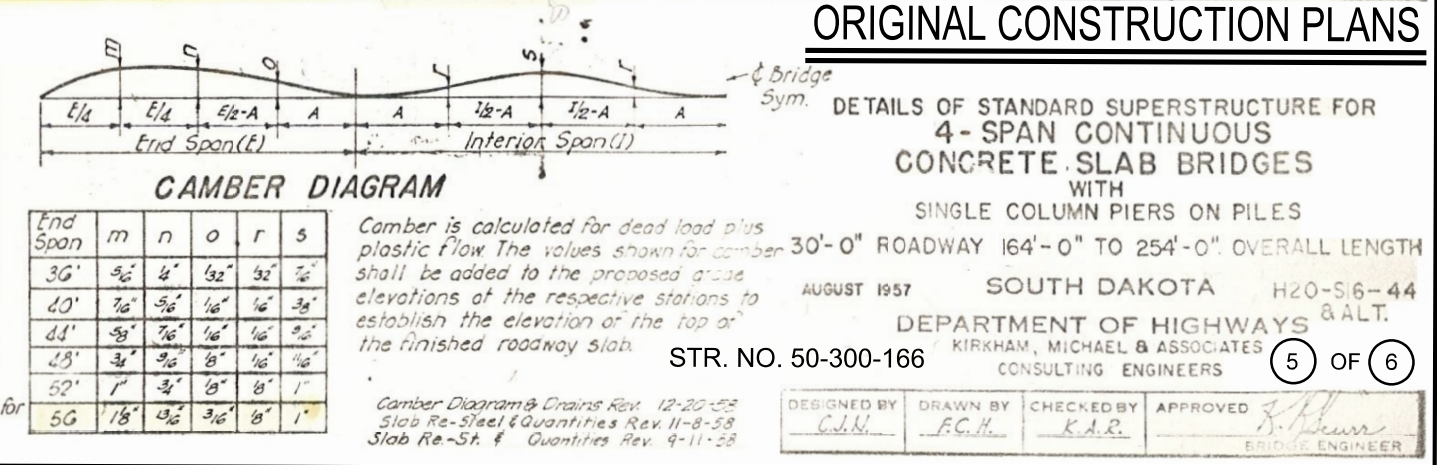 ORIGINAL CONSTRUCTION PLANS
m n o r s r
₵ Bridge
Sym.
E/4 E/4 E/2-A A A I/2-A I/2-A A
End Span(E) Interior Span(I)
CAMBER DIAGRAM
End Span m n o r s
36' 5/16" 1/4" 1/32" 1/32"
40' 7/16" 5/16" 1/16" 1/16" 3/8"
44' 5/8" 7/16" 1/16" 1/16" 9/16"
48' 3/4" 9/16" 1/8" 1/16" 11/16"
52' 1" 3/4" 1/8" 1/8" 1"
for 56 1 1/8" 13/16" 3/16" 1/8" 1"
Camber is calculated for dead load plus
plastic flow. The values shown for camber
shall be added to the proposed grade
elevations at the respective stations to
establish the elevation of the top of
the finished roadway slab.
Camber Diagram & Drains Rev. 12-20-58
Slab Re-Steel & Quantities Rev. 11-8-58
Slab Re.-St. & Quantities Rev. 9-11-58
DETAILS OF STANDARD SUPERSTRUCTURE FOR
4-SPAN CONTINUOUS
CONCRETE SLAB BRIDGES
WITH
SINGLE COLUMN PIERS ON PILES
30'-0" ROADWAY 164'-0" TO 254'-0" OVERALL LENGTH
AUGUST 1957 SOUTH DAKOTA H20-S16-44
& ALT.
DEPARTMENT OF HIGHWAYS
KIRKHAM, MICHAEL & ASSOCIATES
CONSULTING ENGINEERS
STR. NO. 50-300-166
5 OF 6
DESIGNED BY DRAWN BY CHECKED BY APPROVED
C.J.N. F.C.H. K.A.R.
BRIDGE ENGINEER